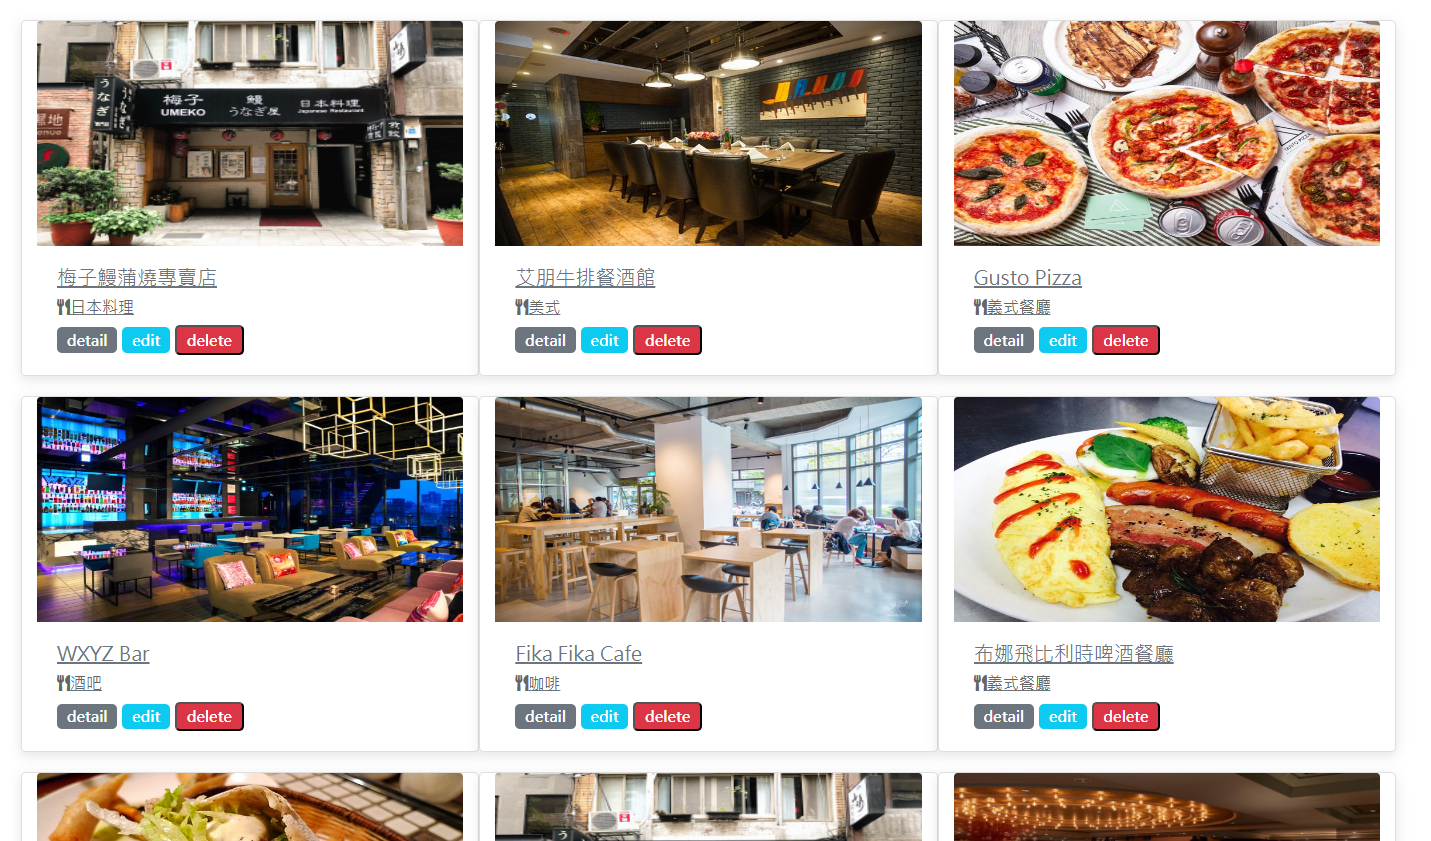 梅子
UMEKO
鰻
うなぎ屋
日本料理
Japanese Restaurant
うなぎ
うなぎ
梅子鰻蒲燒專賣店
日本料理
detail edit delete
艾朋牛排餐酒館
美式
detail edit delete
Gusto Pizza
義式餐廳
detail edit delete
WXYZ Bar
酒吧
detail edit delete
Fika Fika Cafe
咖啡
detail edit delete
布娜飛比利時啤酒餐廳
義式餐廳
detail edit delete